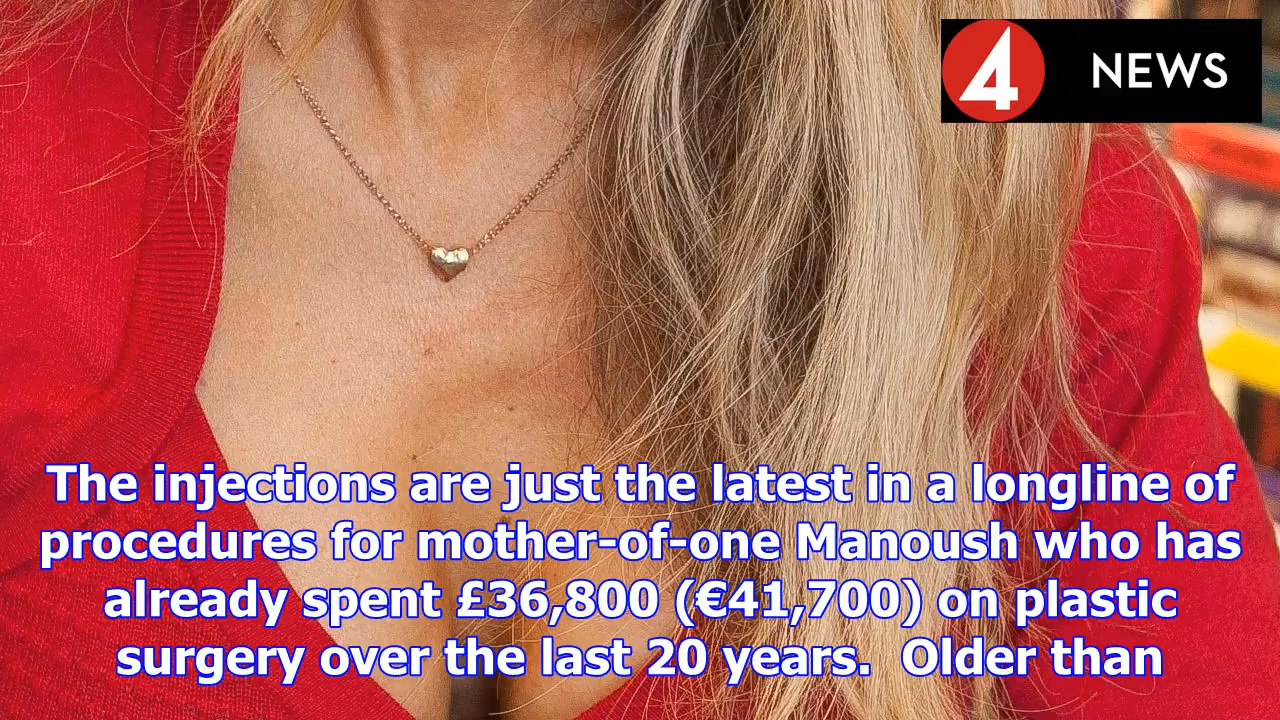 4 NEWS
The injections are just the latest in a longline of
procedures for mother-of-one Manoush who has
already spent £36,800 (€41,700) on plastic
surgery over the last 20 years. Older than